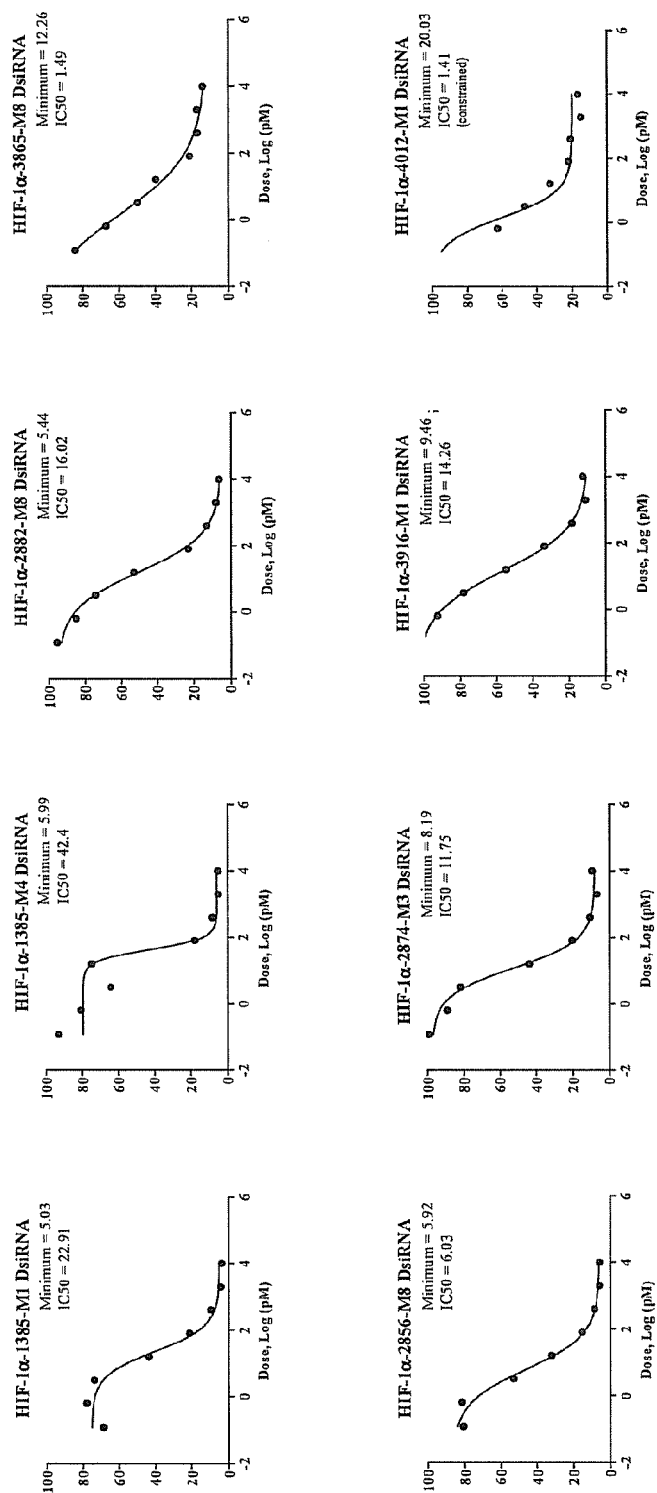 HIF-1α-1385-M1 DsiRNA
Minimum = 5.03
IC50 = 22.91
100
80
60
40
20
0
-2 0 2 4 6
Dose, Log (pM)
HIF-1α-1385-M4 DsiRNA
Minimum = 5.99
IC50 = 42.4
100
80
60
40
20
0
-2 0 2 4 6
Dose, Log (pM)
HIF-1α-2882-M8 DsiRNA
Minimum = 5.44
IC50 = 16.02
100
80
60
40
20
0
-2 0 2 4 6
Dose, Log (pM)
HIF-1α-3865-M8 DsiRNA
Minimum = 12.26
IC50 = 1.49
100
80
60
40
20
0
-2 0 2 4 6
Dose, Log (pM)
HIF-1α-2856-M8 DsiRNA
Minimum = 5.92
IC50 = 6.03
100
80
60
40
20
0
-2 0 2 4 6
Dose, Log (pM)
HIF-1α-2874-M3 DsiRNA
Minimum = 8.19
IC50 = 11.75
100
80
60
40
20
0
-2 0 2 4 6
Dose, Log (pM)
HIF-1α-3916-M1 DsiRNA
Minimum = 9.46 ;
IC50 = 14.26
100
80
60
40
20
0
-2 0 2 4 6
Dose, Log (pM)
HIF-1α-4012-M1 DsiRNA
Minimum = 20.03
IC50 = 1.41
(constrained)
100
80
60
40
20
0
-2 0 2 4 6
Dose, Log (pM)